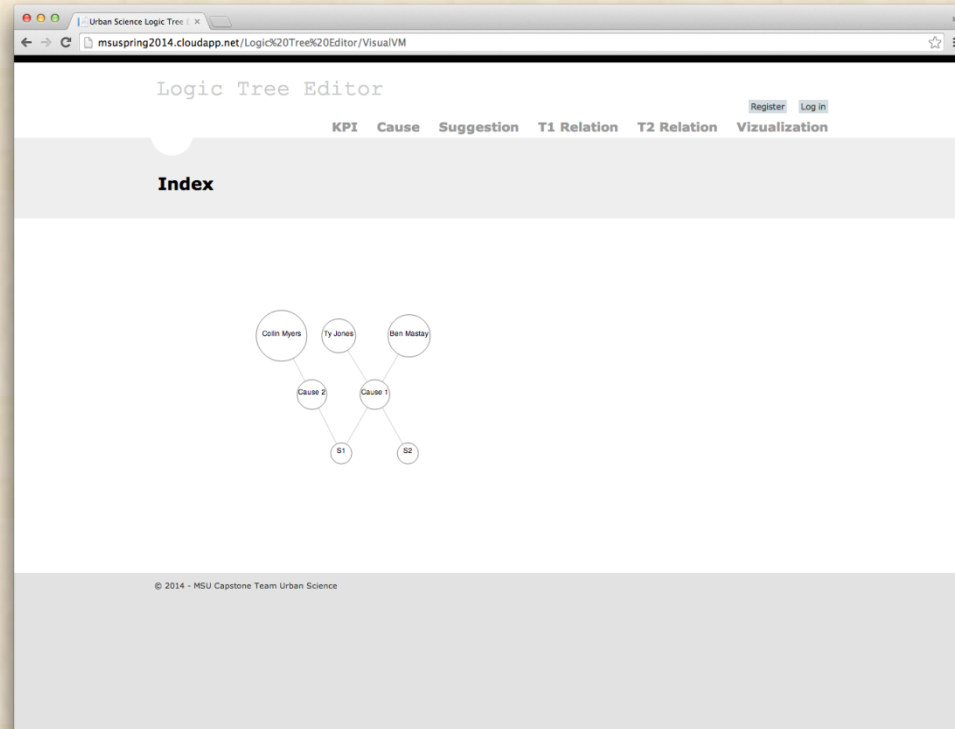 Urban Science Logic Tree E
msuspring2014.cloudapp.net/Logic%20Tree%20Editor/VisualVM
Logic Tree Editor
Register Log in
KPI Cause Suggestion T1 Relation T2 Relation Vizualization
Index
Collin Myers Ty Jones Ben Mastay
Cause 2 Cause 1
S1 S2
© 2014 - MSU Capstone Team Urban Science